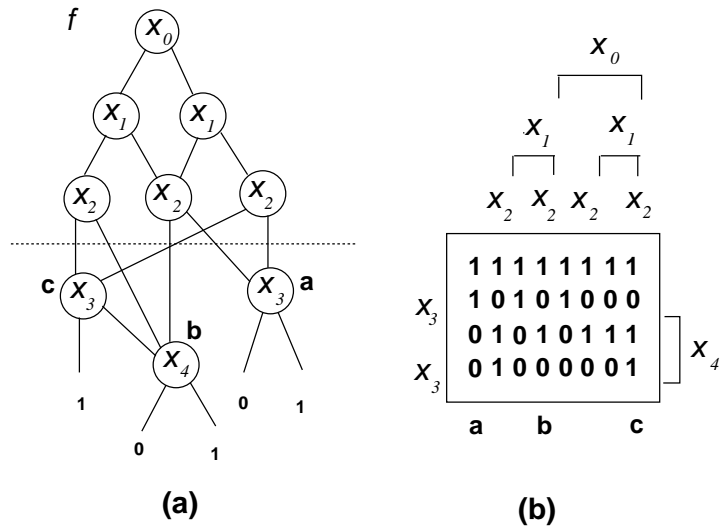 f
X0
X1 X1
X2 X2 X2
c X3 X3 a
b
X4
1 0 1
0 1
(a)
X0
X1 X1
X2 X2 X2 X2
1 1 1 1 1 1 1 1
1 0 1 0 1 0 0 0
X3
0 1 0 1 0 1 1 1
X4
0 1 0 0 0 0 0 1
X3
a b c
(b)